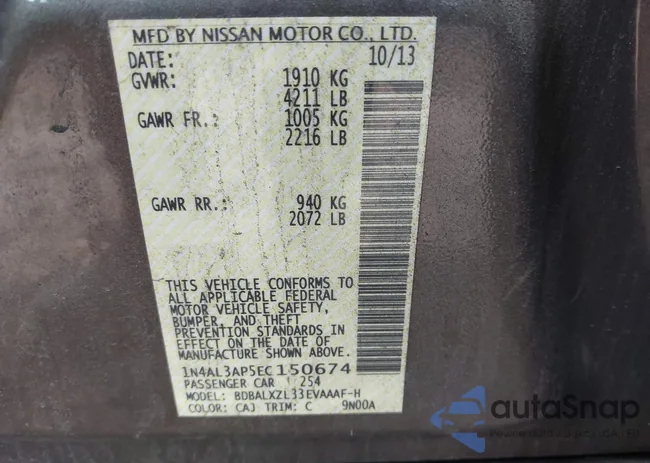 MFD BY NISSAN MOTOR CO., LTD.
DATE: 10/13
GVWR: 1910 KG
4211 LB
GAWR FR.: 1005 KG
2216 LB
GAWR RR.: 940 KG
2072 LB
THIS VEHICLE CONFORMS TO
ALL APPLICABLE FEDERAL
MOTOR VEHICLE SAFETY,
BUMPER, AND THEFT
PREVENTION STANDARDS IN
EFFECT ON THE DATE OF
MANUFACTURE SHOWN ABOVE.
1N4AL3AP5EC150674
PASSENGER CAR 254
MODEL: BDBALXZL33EVAAAF-H
COLOR: CAJ TRIM: C 9N00A
autaSnap